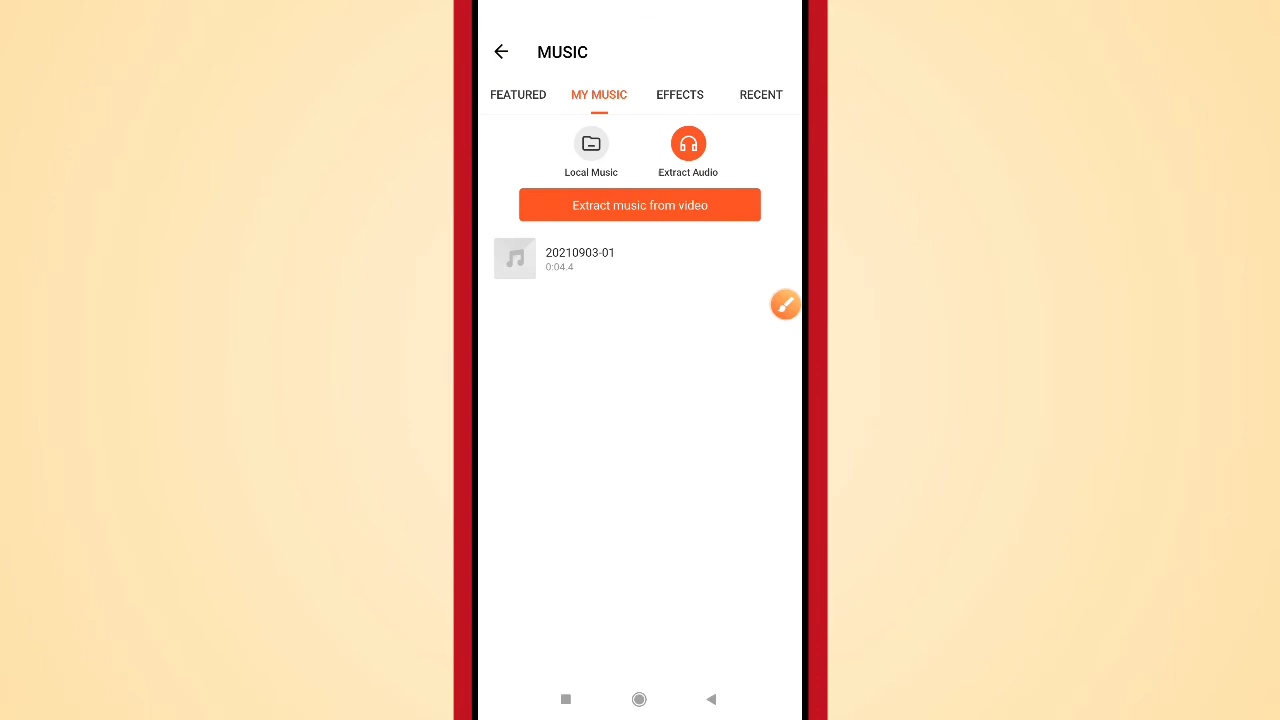 MUSIC
FEATURED MY MUSIC EFFECTS RECENT
Local Music Extract Audio
Extract music from video
20210903-01
0:04.4